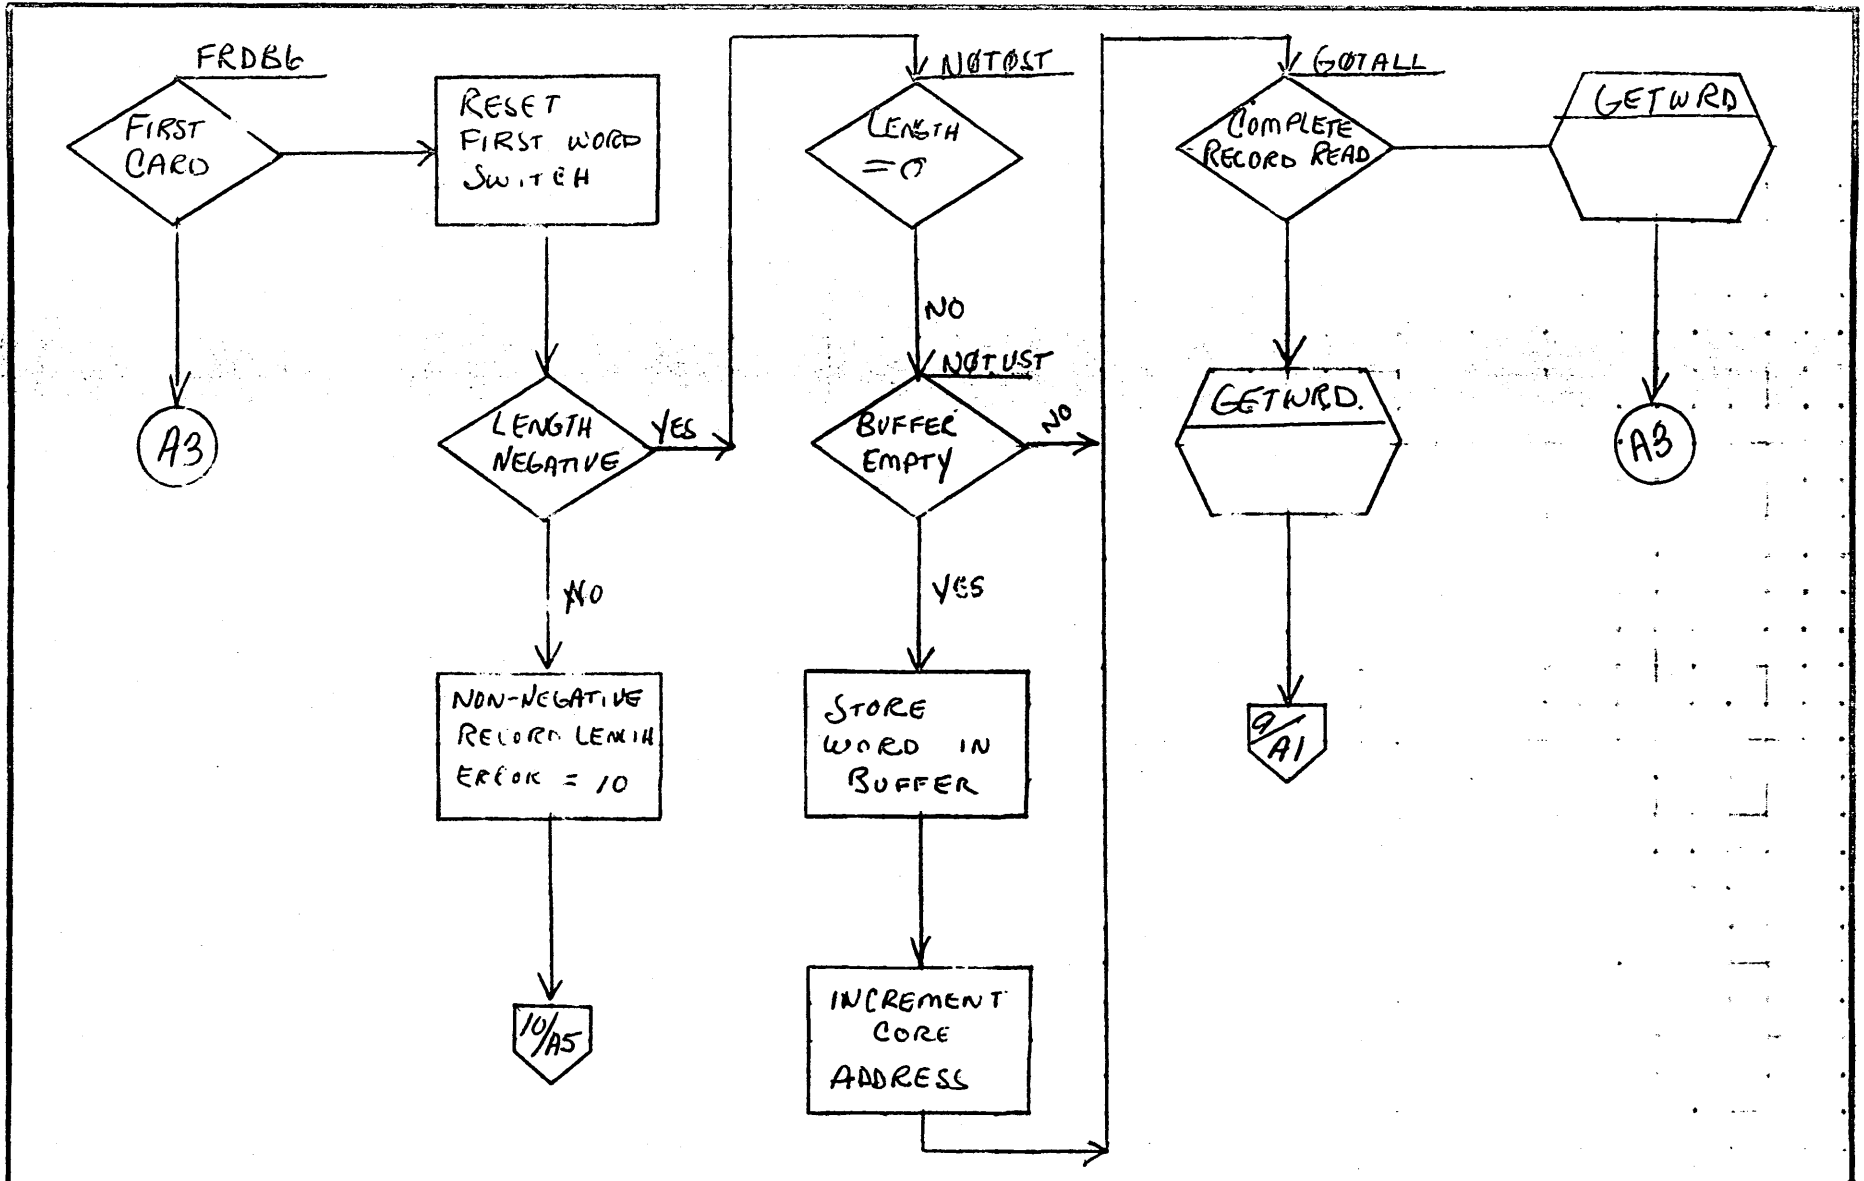 FRDBG
FIRST
CARD
A3
RESET
FIRST WORD
SWITCH
LENGTH
NEGATIVE
YES
NO
NON-NEGATIVE
RECORD LENGTH
ERROR = 10
10/A5
NØTØST
LENGTH
=0
NO
NØTUST
BUFFER
EMPTY
NO
YES
STORE
WORD IN
BUFFER
INCREMENT
CORE
ADDRESS
GØTALL
COMPLETE
RECORD READ
GETWRD.
9/A1
GETWRD
A3